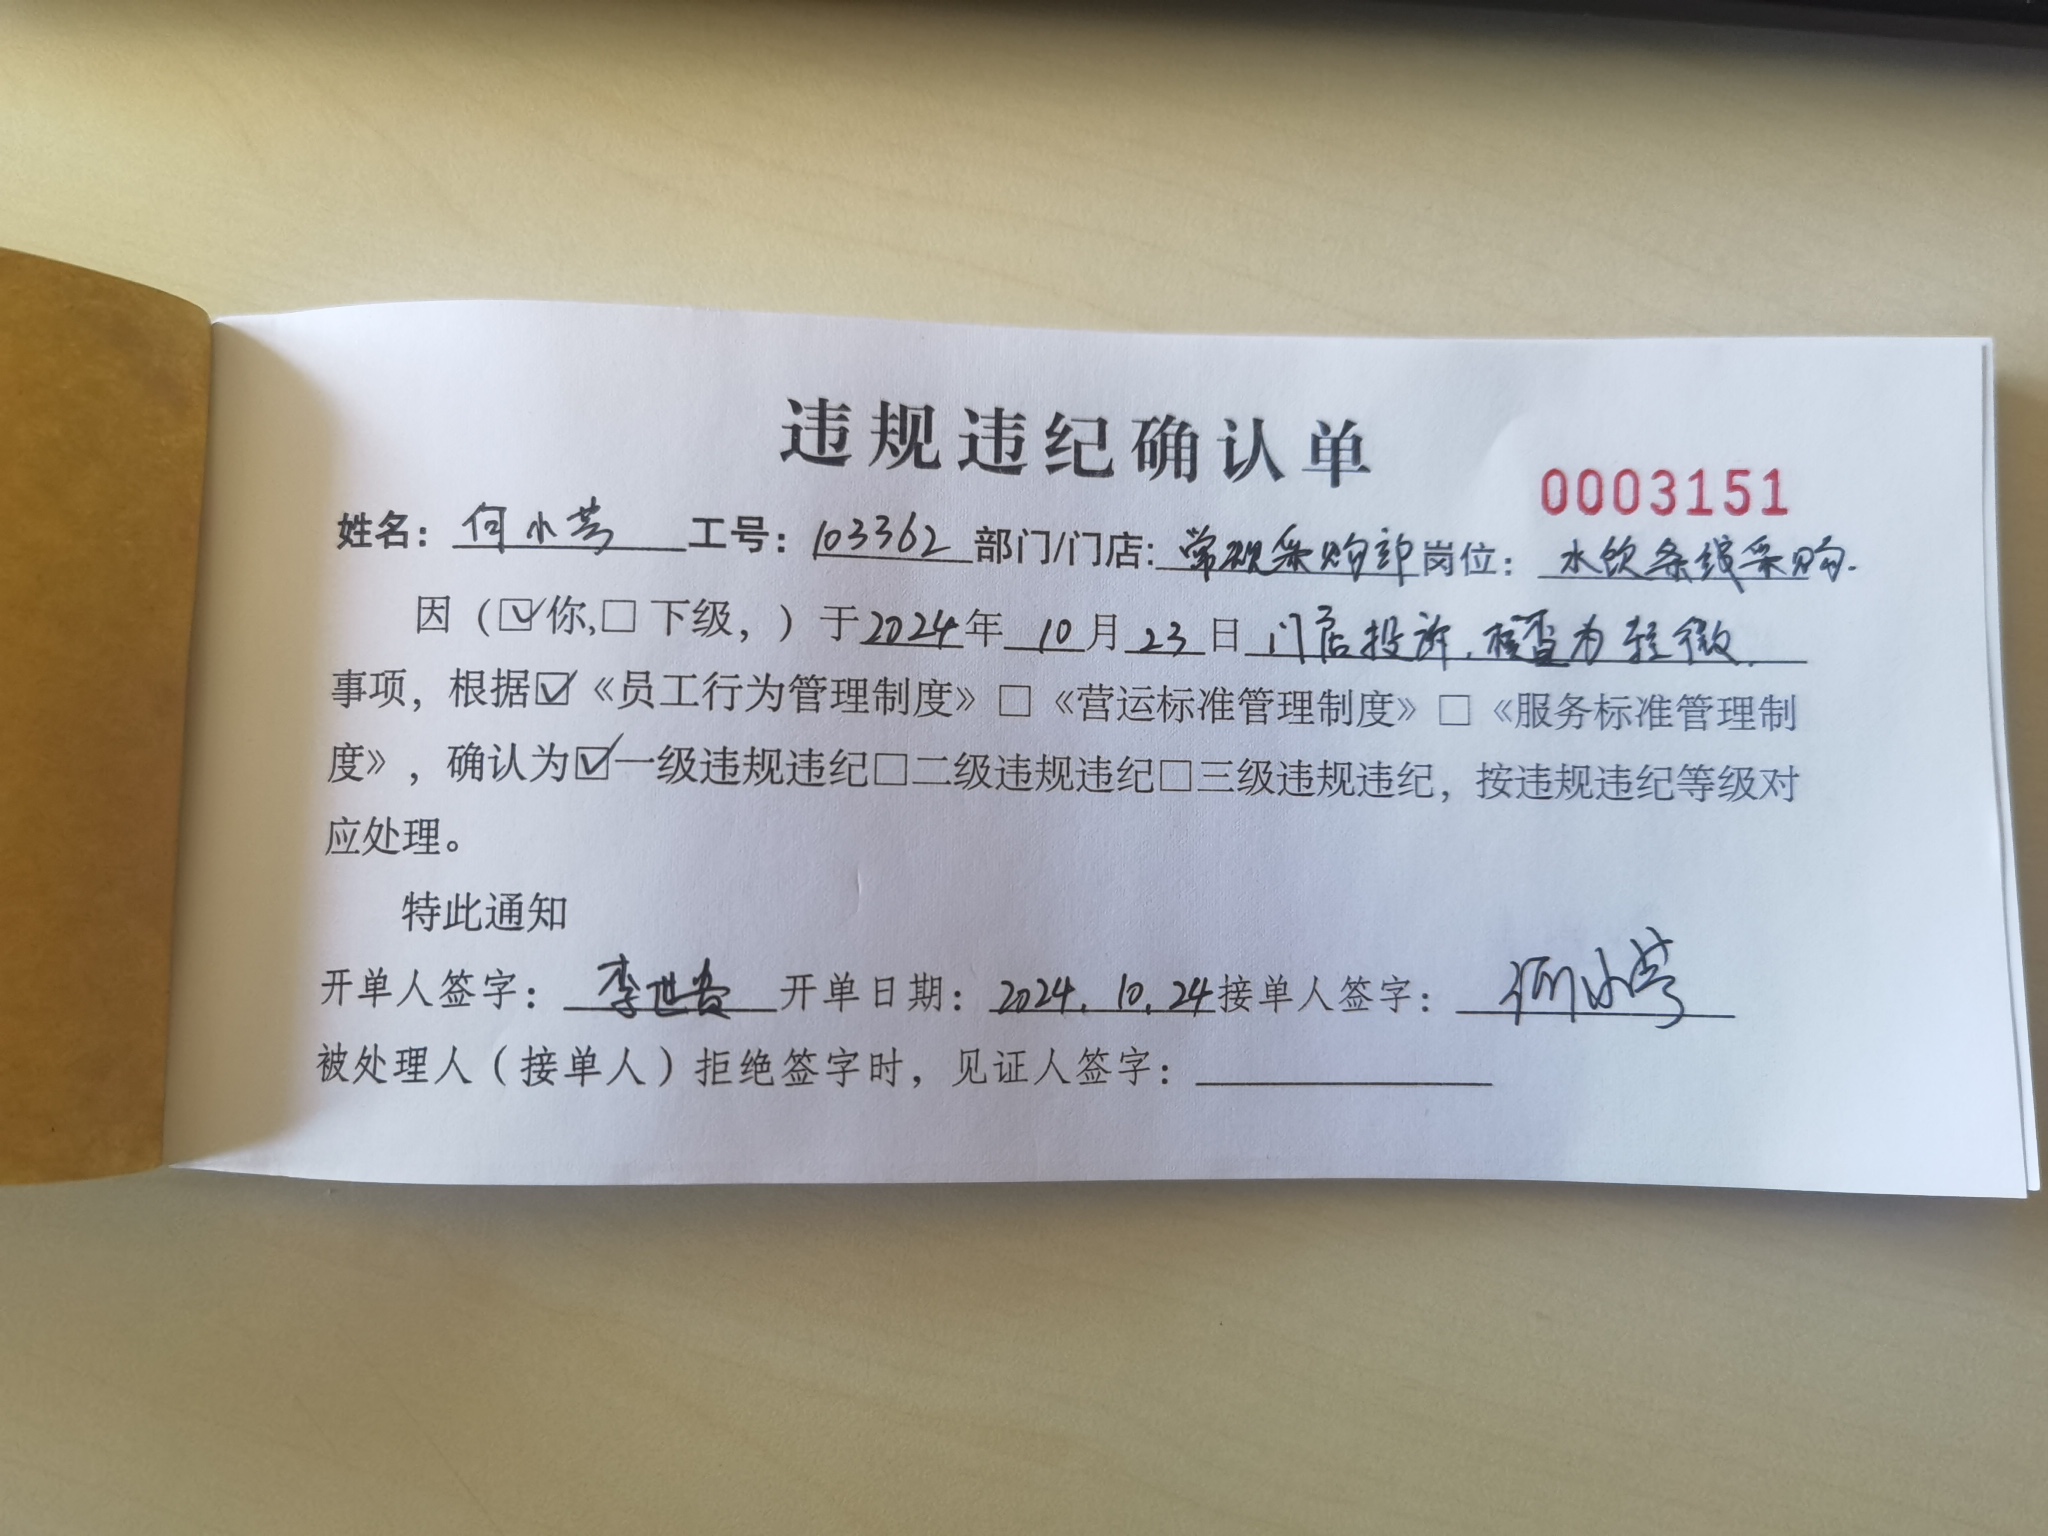 违规违纪确认单
0003151
姓名：何小芳 工号：103362 部门/门店：常规采购部 岗位：水饮条线采购.
因（☑你,□下级，）于2024年10月23日门店投诉，核查为轻微
事项，根据☑《员工行为管理制度》□《营运标准管理制度》□《服务标准管理制
度》，确认为☑一级违规违纪□二级违规违纪□三级违规违纪，按违规违纪等级对
应处理。
特此通知
开单人签字：李世 开单日期：2024.10.24 接单人签字：何小芳
被处理人（接单人）拒绝签字时，见证人签字：